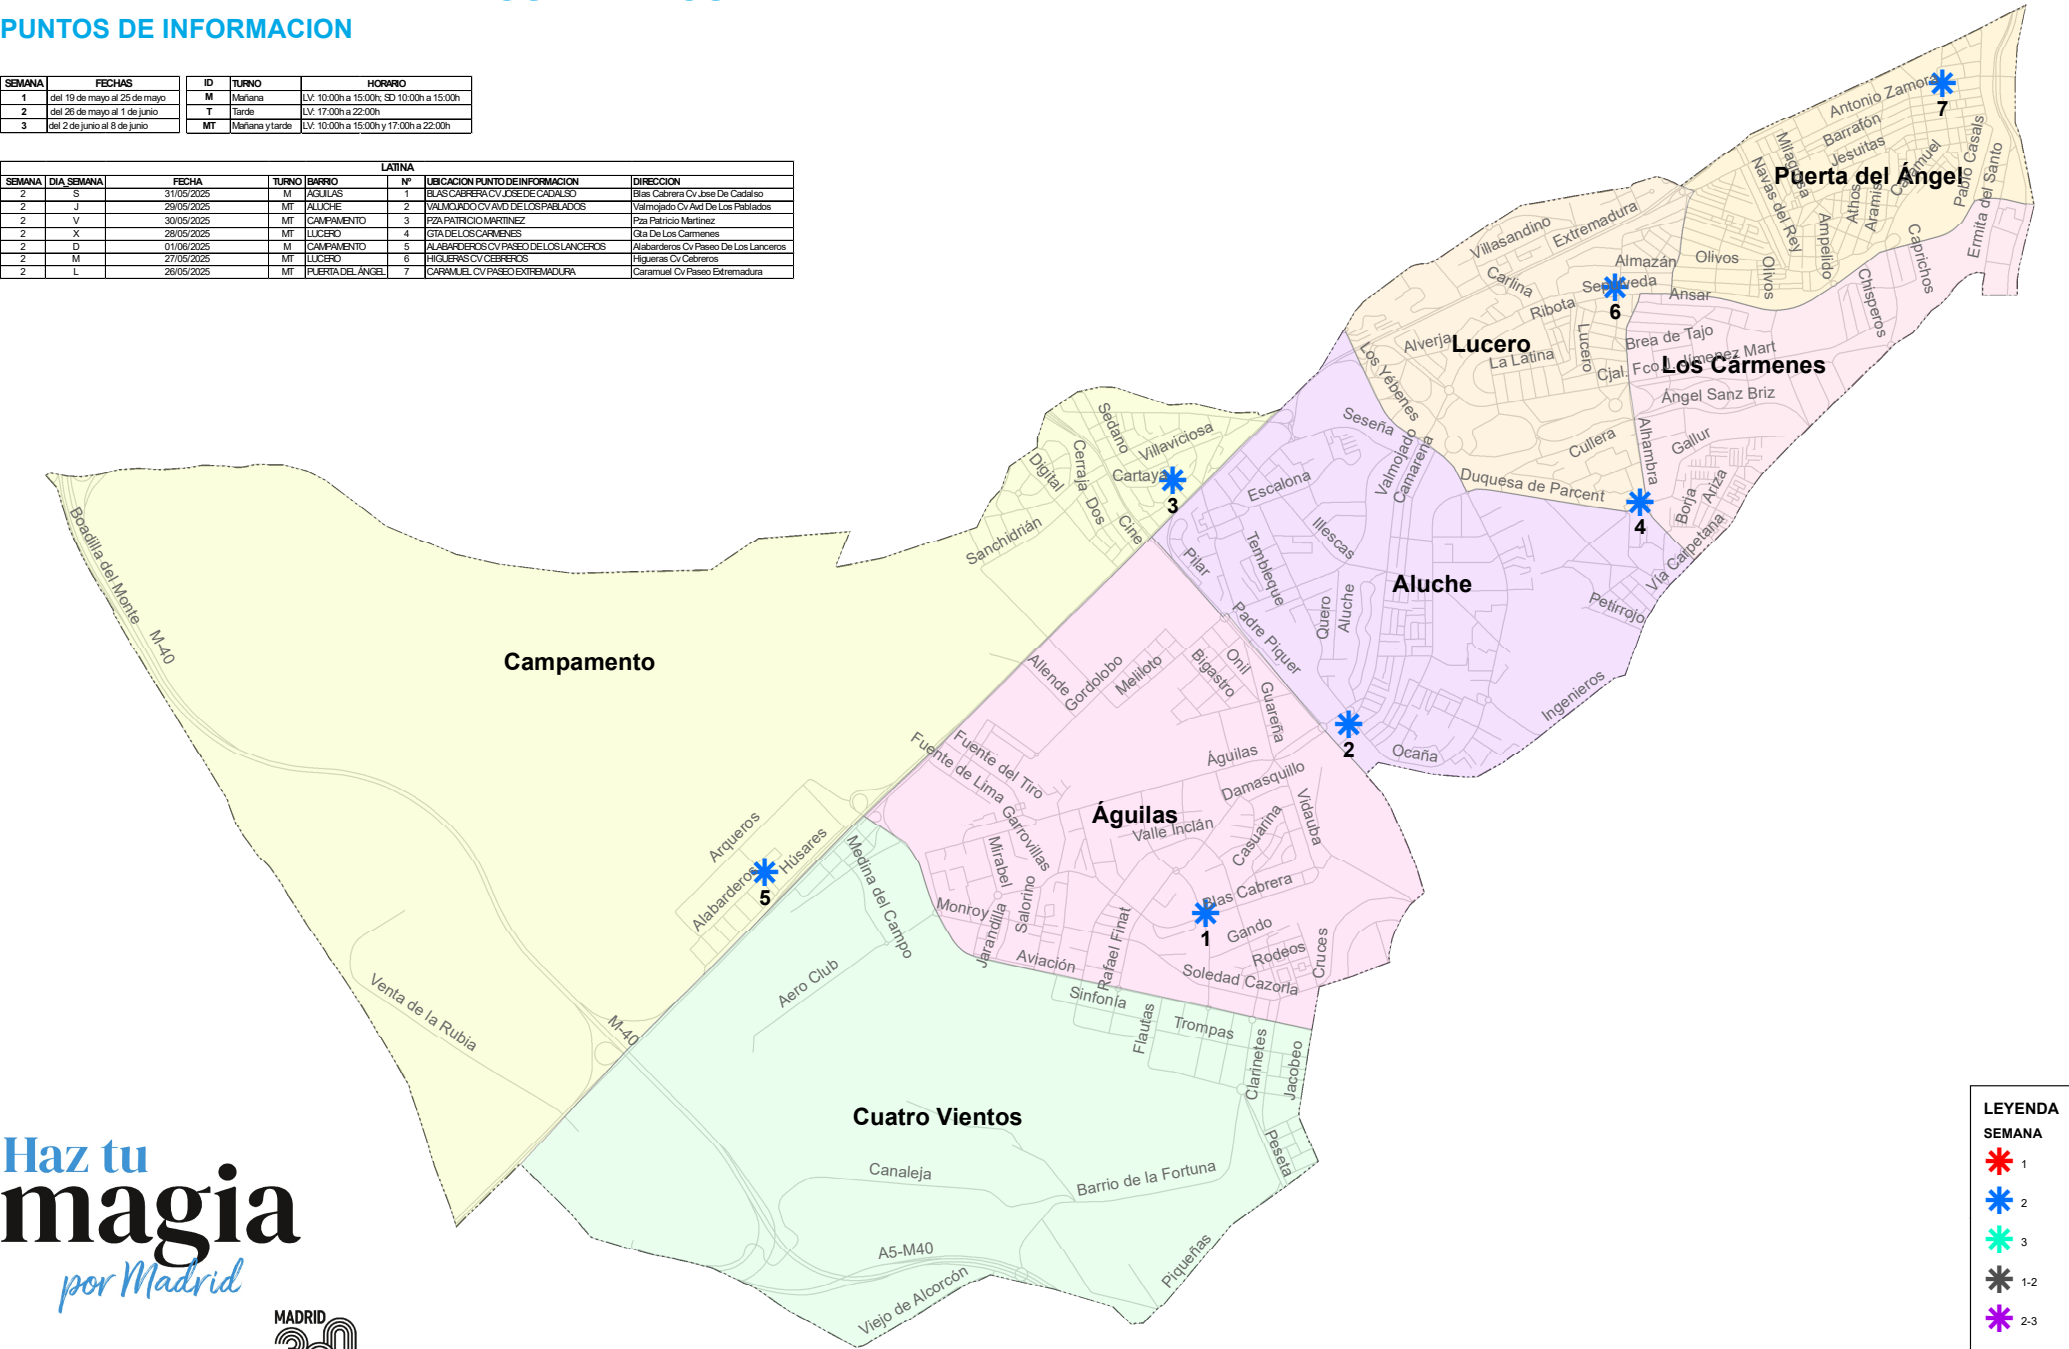 PUNTOS DE INFORMACION
SEMANA FECHAS
1 del 19 de mayo al 25 de mayo
2 del 26 de mayo al 1 de junio
3 del 2 de junio al 8 de junio
ID TURNO HORARIO
M Mañana LV: 10:00h a 15:00h; SD 10:00h a 15:00h
T Tarde LV: 17:00h a 22:00h
MT Mañana y tarde LV: 10:00h a 15:00h y 17:00h a 22:00h
LATINA
SEMANA DIA_SEMANA FECHA TURNO BARRIO Nº UBICACION PUNTO DE INFORMACION DIRECCION
2 S 31/05/2025 M AGUILAS 1 BLAS CABRERA CV JOSE DE CADALSO Blas Cabrera Cv Jose De Cadalso
2 J 29/05/2025 MT ALUCHE 2 VALMOJADO CV AVD DE LOS PABLADOS Valmojado Cv Avd De Los Pablados
2 V 30/05/2025 MT CAMPAMENTO 3 PZA PATRICIO MARTINEZ Pza Patricio Martinez
2 X 28/05/2025 MT LUCERO 4 GTA DE LOS CARMENES Gta De Los Carmenes
2 D 01/06/2025 M CAMPAMENTO 5 ALABARDEROS CV PASEO DE LOS LANCEROS Alabarderos Cv Paseo De Los Lanceros
2 M 27/05/2025 MT LUCERO 6 HIGUERAS CV CEBREROS Higueras Cv Cebreros
2 L 26/05/2025 MT PUERTA DEL ÁNGEL 7 CARAMUEL CV PASEO EXTREMADURA Caramuel Cv Paseo Extremadura
Antonio Zamora
7
Barrafón
Milagrosa
Jesuitas
Caramuel
Pablo Casals
Navas del Rey
Puerta del Ángel
Athos
Aramis
Ermita del Santo
Ampelido
Caprichos
Villasandino
Extremadura
Almazán
Olivos
Olivos
Carlina
Sepúlveda
Ansar
Chisperos
Ribota
6
Lucero
Alverja
Lucero
La Latina
Brea de Tajo
Cjal. Fco. J. Jímenez Mart
Los Cármenes
Ángel Sanz Briz
Los Yébenes
Seseña
Sedano
Villaviciosa
Cerraja
Digital
Cartaya
3
Dos
Cine
Sanchidrián
Valmojado
Camarena
Cullera
Alhambra
Gallur
Duquesa de Parcent
4
Borja
Ariza
Vía Carpetana
Escalona
Illescas
Tembleque
Pilar
Aluche
Quero
Aluche
Petirrojo
Padre Piquer
Boadilla del Monte
M-40
Campamento
Allende
Gordolobo
Meliloto
Bigastro
Onil
Guareña
Ingenieros
2
Ocaña
Águilas
Damasquillo
Fuente del Tiro
Fuente de Lima
Garrovillas
Águilas
Valle Inclán
Casuarina
Vidauba
Arqueros
Húsares
Alabarderos
5
Medina del Campo
Mirabel
Salorino
Monroy
Jarandilla
Blas Cabrera
1
Gando
Rodeos
Cruces
Rafael Finat
Aviación
Soledad Cazorla
Aero Club
Sinfonía
Flautas
Trompas
Clarinetes
Jacobeo
Venta de la Rubia
M-40
Cuatro Vientos
Peseta
Canaleja
Barrio de la Fortuna
A5-M40
Viejo de Alcorcón
Piqueñas
Haz tu
magia
por Madrid
MADRID
LEYENDA
SEMANA
1
2
3
1-2
2-3